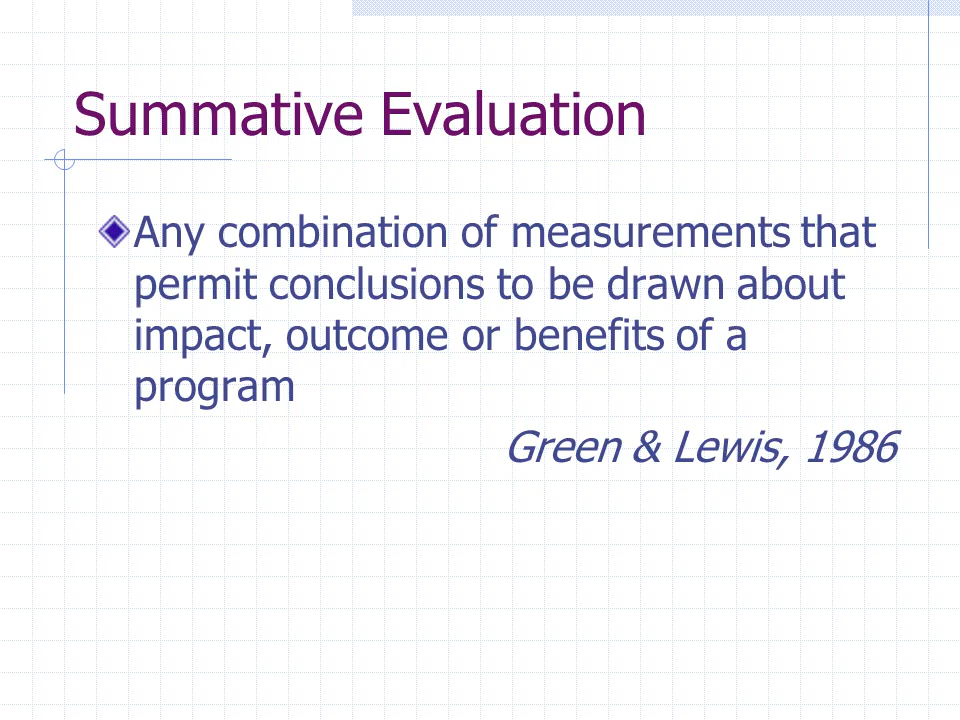 Summative Evaluation
Any combination of measurements that
permit conclusions to be drawn about
impact, outcome or benefits of a
program
Green & Lewis, 1986